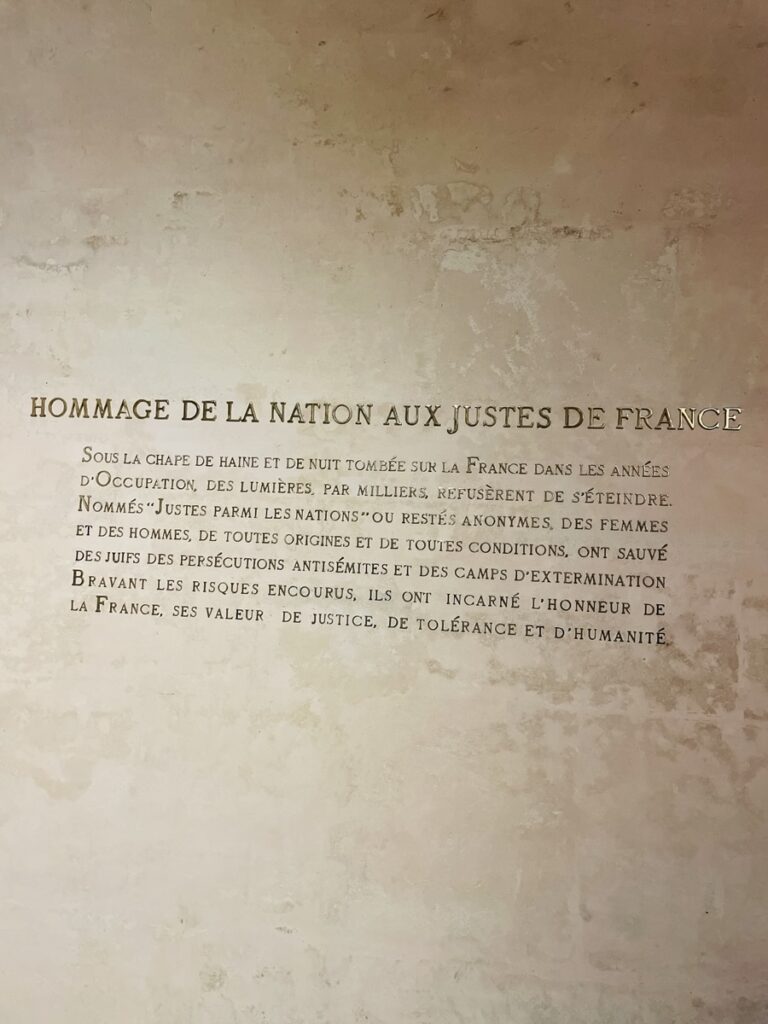 HOMMAGE DE LA NATION AUX JUSTES DE FRANCE
SOUS LA CHAPE DE HAINE ET DE NUIT TOMBÉE SUR LA FRANCE DANS LES ANNÉES
D'OCCUPATION, DES LUMIÈRES, PAR MILLIERS, REFUSÈRENT DE S'ÉTEINDRE.
NOMMÉS "JUSTES PARMI LES NATIONS" OU RESTÉS ANONYMES, DES FEMMES
ET DES HOMMES, DE TOUTES ORIGINES ET DE TOUTES CONDITIONS, ONT SAUVÉ
DES JUIFS DES PERSÉCUTIONS ANTISÉMITES ET DES CAMPS D'EXTERMINATION
BRAVANT LES RISQUES ENCOURUS, ILS ONT INCARNÉ L'HONNEUR DE
LA FRANCE, SES VALEUR DE JUSTICE, DE TOLÉRANCE ET D'HUMANITÉ.